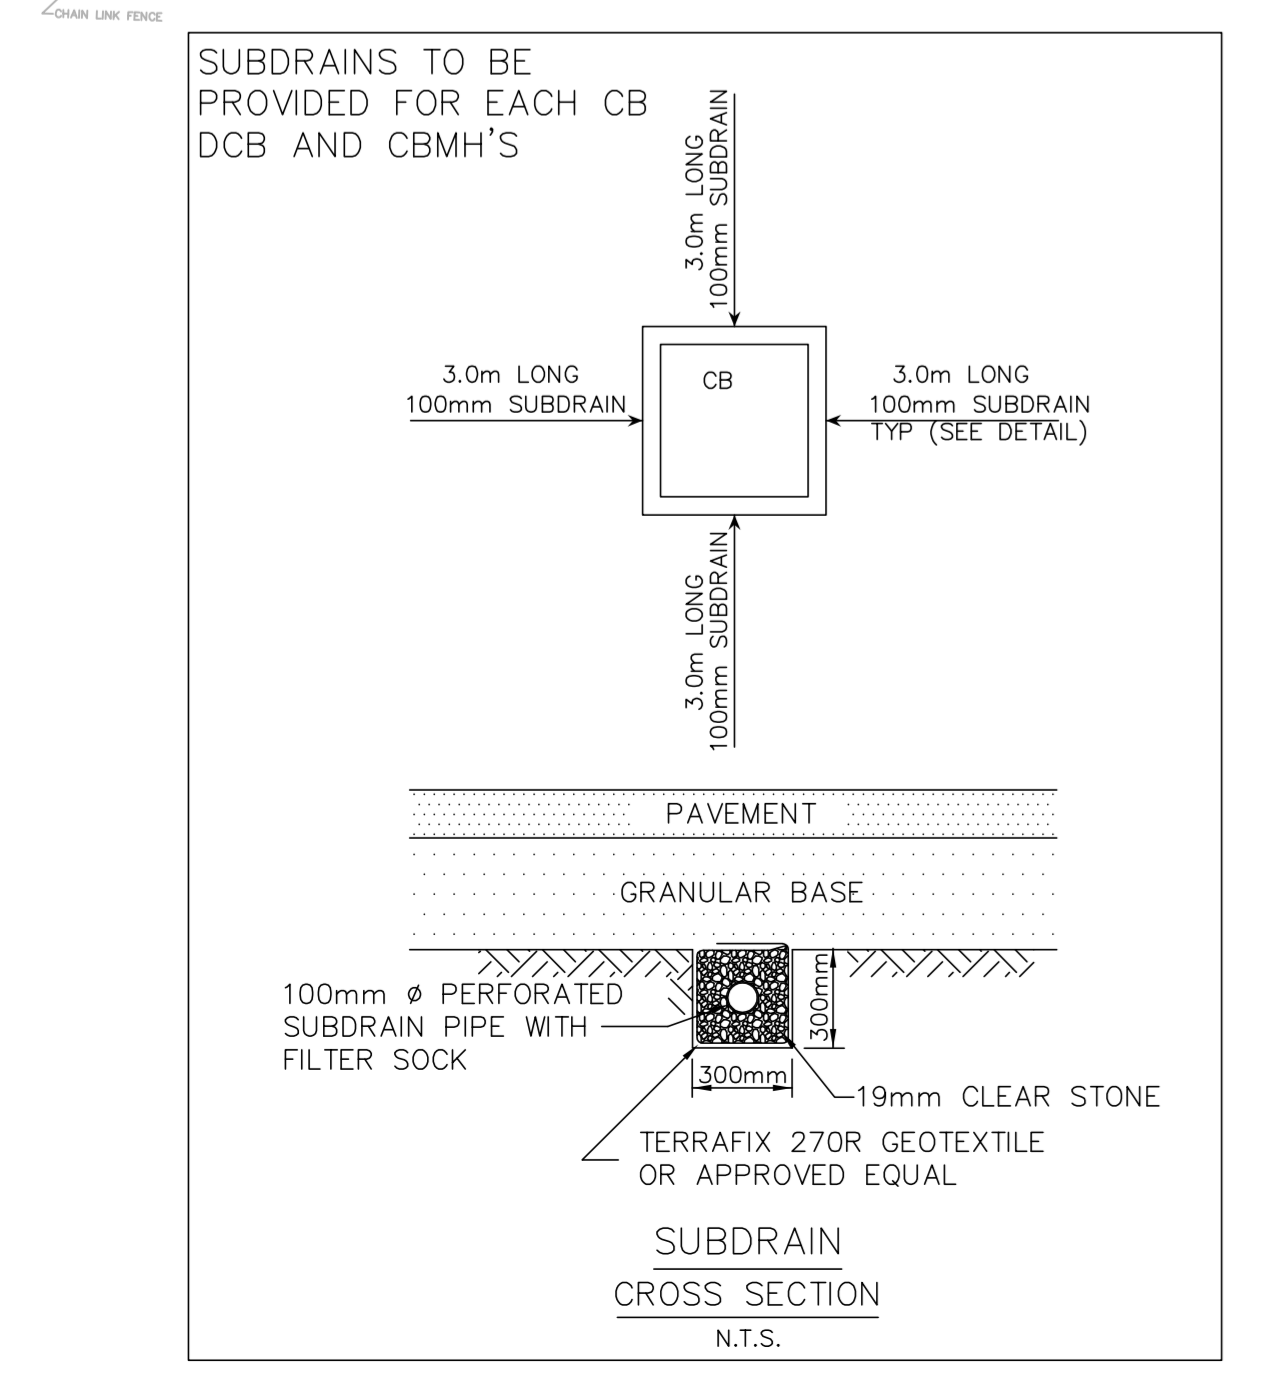 CHAIN LINK FENCE
SUBDRAINS TO BE
PROVIDED FOR EACH CB
DCB AND CBMH'S
3.0m LONG
100mm SUBDRAIN
3.0m LONG
100mm SUBDRAIN
CB
3.0m LONG
100mm SUBDRAIN
TYP (SEE DETAIL)
3.0m LONG
100mm SUBDRAIN
PAVEMENT
GRANULAR BASE
100mm ø PERFORATED
SUBDRAIN PIPE WITH
FILTER SOCK
300mm
300mm
19mm CLEAR STONE
TERRAFIX 270R GEOTEXTILE
OR APPROVED EQUAL
SUBDRAIN
CROSS SECTION
N.T.S.